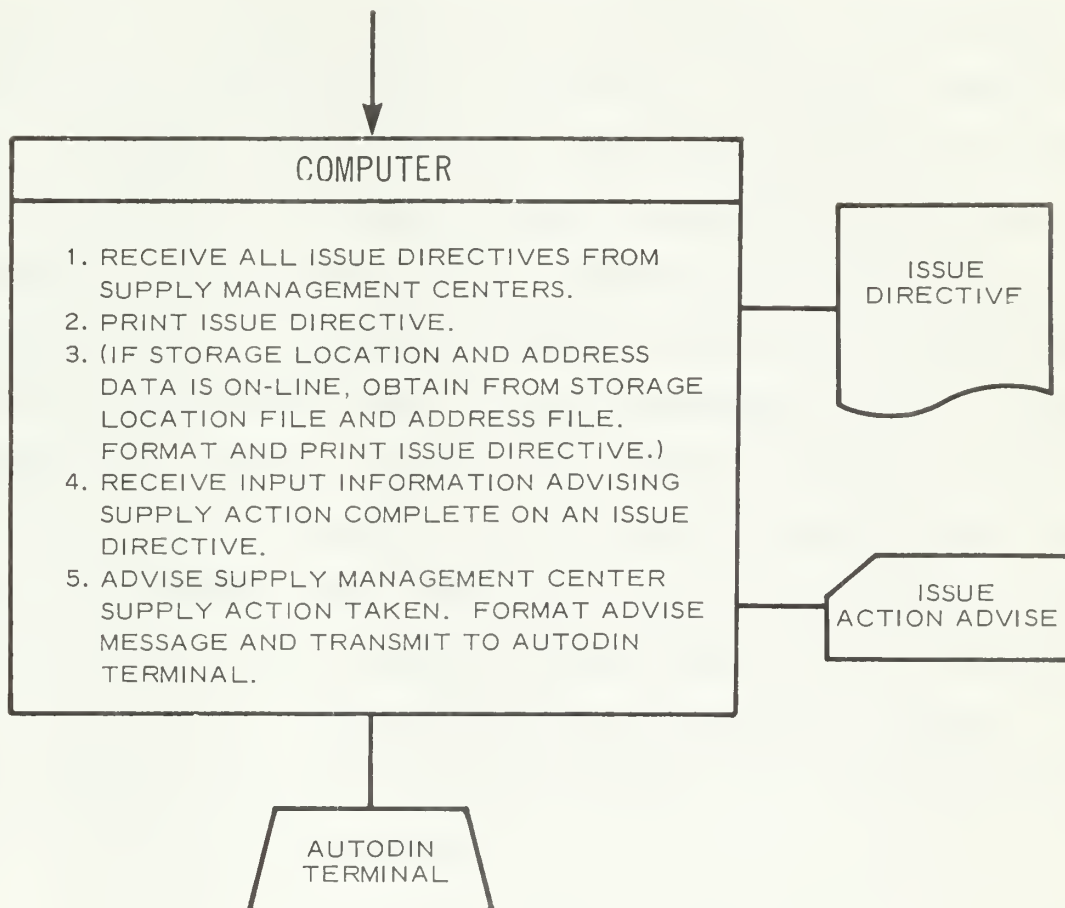 COMPUTER
1. RECEIVE ALL ISSUE DIRECTIVES FROM
SUPPLY MANAGEMENT CENTERS.
2. PRINT ISSUE DIRECTIVE.
3. (IF STORAGE LOCATION AND ADDRESS
DATA IS ON-LINE, OBTAIN FROM STORAGE
LOCATION FILE AND ADDRESS FILE.
FORMAT AND PRINT ISSUE DIRECTIVE.)
4. RECEIVE INPUT INFORMATION ADVISING
SUPPLY ACTION COMPLETE ON AN ISSUE
DIRECTIVE.
5. ADVISE SUPPLY MANAGEMENT CENTER
SUPPLY ACTION TAKEN. FORMAT ADVISE
MESSAGE AND TRANSMIT TO AUTODIN
TERMINAL.
ISSUE
DIRECTIVE
ISSUE
ACTION ADVISE
AUTODIN
TERMINAL